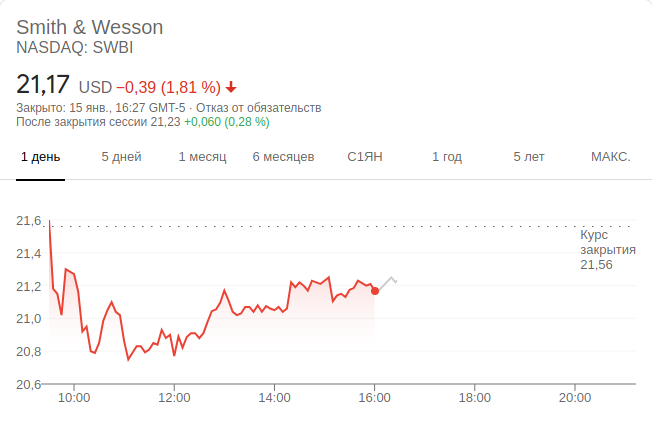 Smith & Wesson
NASDAQ: SWBI
21,17 USD −0,39 (1,81 %)
Закрыто: 15 янв., 16:27 GMT-5 · Отказ от обязательств
После закрытия сессии 21,23 +0,060 (0,28 %)
1 день 5 дней 1 месяц 6 месяцев С1ЯН 1 год 5 лет МАКС.
21,6
Курс
закрытия
21,56
21,4
21,2
21,0
20,8
20,6
10:00 12:00 14:00 16:00 18:00 20:00